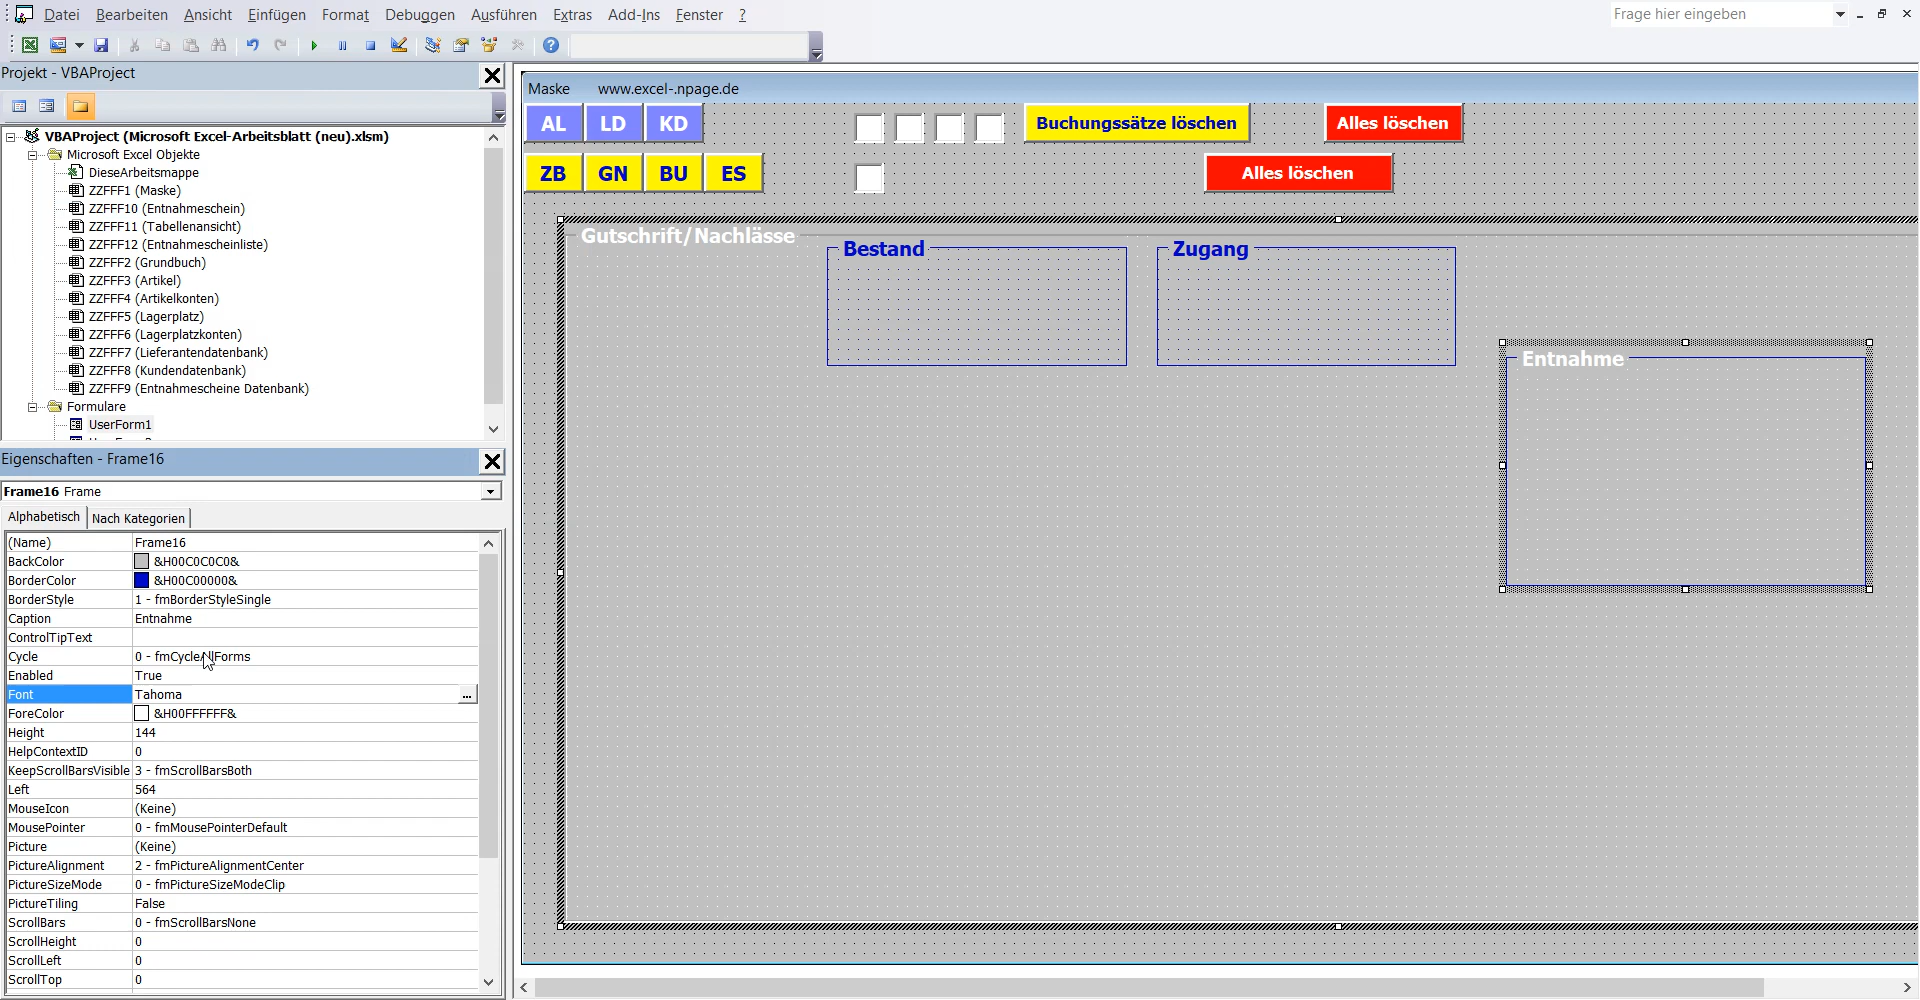 Datei Bearbeiten Ansicht Einfügen Format Debuggen Ausführen Extras Add-Ins Fenster ? Frage hier eingeben
Projekt - VBAProject
VBAProject (Microsoft Excel-Arbeitsblatt (neu).xlsm)
Microsoft Excel Objekte
DieseArbeitsmappe
ZZFFF1 (Maske)
ZZFFF10 (Entnahmeschein)
ZZFFF11 (Tabellenansicht)
ZZFFF12 (Entnahmescheinliste)
ZZFFF2 (Grundbuch)
ZZFFF3 (Artikel)
ZZFFF4 (Artikelkonten)
ZZFFF5 (Lagerplatz)
ZZFFF6 (Lagerplatzkonten)
ZZFFF7 (Lieferantendatenbank)
ZZFFF8 (Kundendatenbank)
ZZFFF9 (Entnahmescheine Datenbank)
Formulare
UserForm1
Eigenschaften - Frame16
Frame16 Frame
Alphabetisch Nach Kategorien
(Name) Frame16
BackColor &H00C0C0C0&
BorderColor &H00C00000&
BorderStyle 1 - fmBorderStyleSingle
Caption Entnahme
ControlTipText
Cycle 0 - fmCycleAllForms
Enabled True
Font Tahoma ...
ForeColor &H00FFFFFF&
Height 144
HelpContextID 0
KeepScrollBarsVisible 3 - fmScrollBarsBoth
Left 564
MouseIcon (Keine)
MousePointer 0 - fmMousePointerDefault
Picture (Keine)
PictureAlignment 2 - fmPictureAlignmentCenter
PictureSizeMode 0 - fmPictureSizeModeClip
PictureTiling False
ScrollBars 0 - fmScrollBarsNone
ScrollHeight 0
ScrollLeft 0
ScrollTop 0
Maske www.excel-.npage.de
AL LD KD Buchungssätze löschen Alles löschen
ZB GN BU ES Alles löschen
Gutschrift/Nachlässe
Bestand Zugang
Entnahme